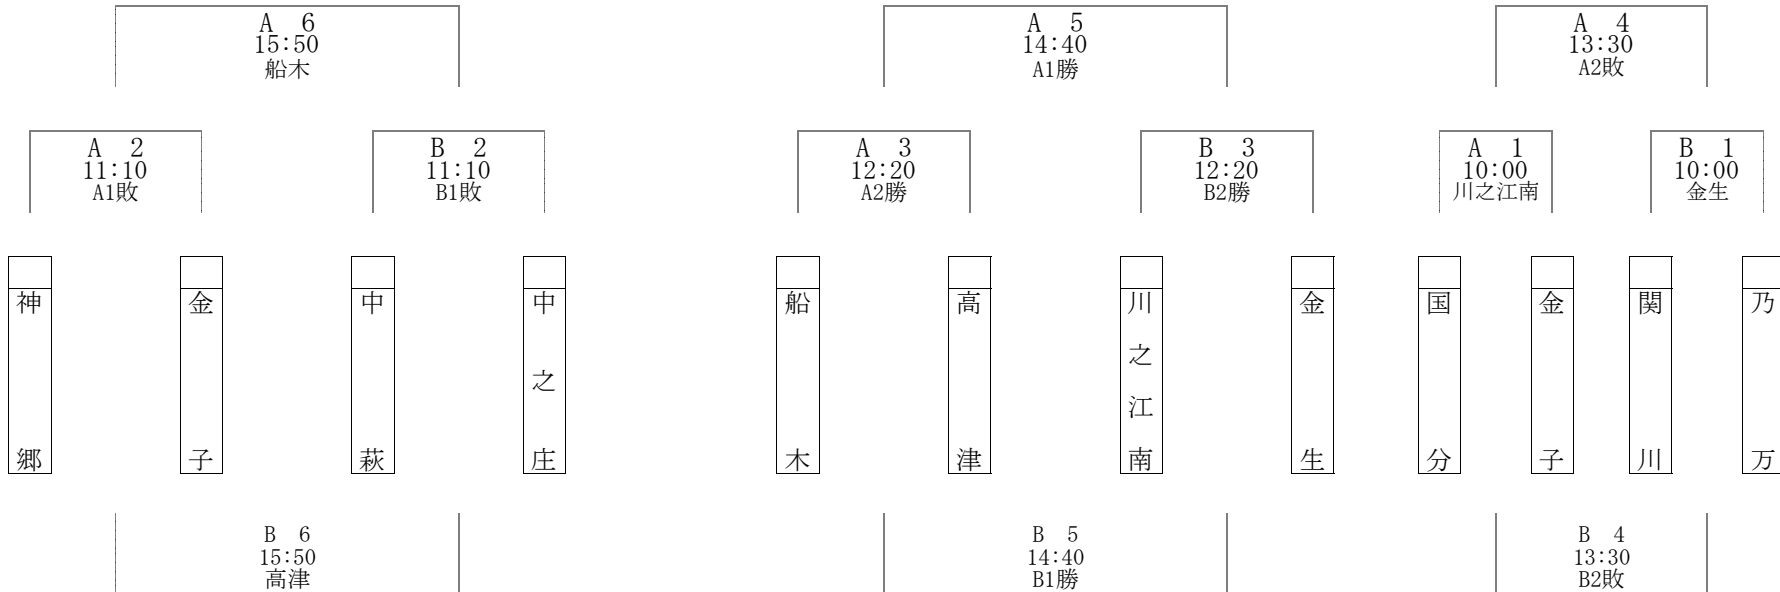 A 6
15:50
船木
A 5
14:40
A1勝
A 4
13:30
A2敗
A 2
11:10
A1敗
B 2
11:10
B1敗
A 3
12:20
A2勝
B 3
12:20
B2勝
A 1
10:00
川之江南
B 1
10:00
金生
神郷
金子
中萩
中之庄
船木
高津
川之江南
金生
国分
金子
関川
乃万
B 6
15:50
高津
B 5
14:40
B1勝
B 4
13:30
B2敗